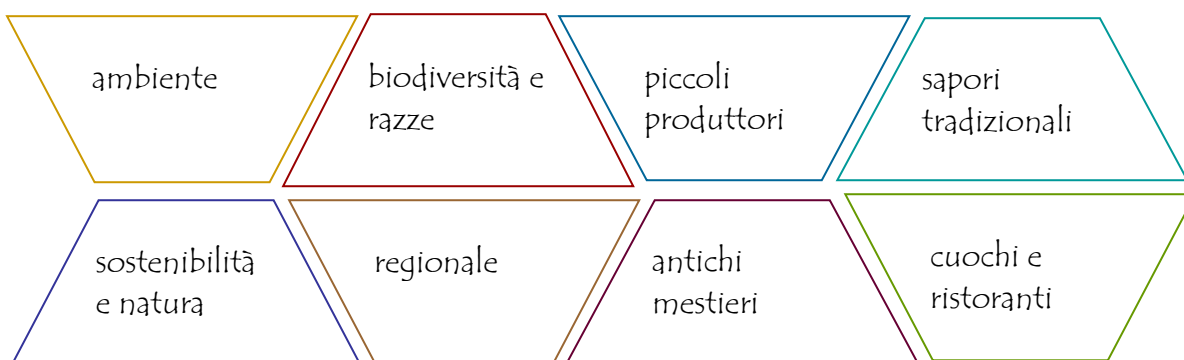 ambiente
biodiversità e
razze
piccoli
produttori
sapori
tradizionali
sostenibilità
e natura
regionale
antichi
mestieri
cuochi e
ristoranti